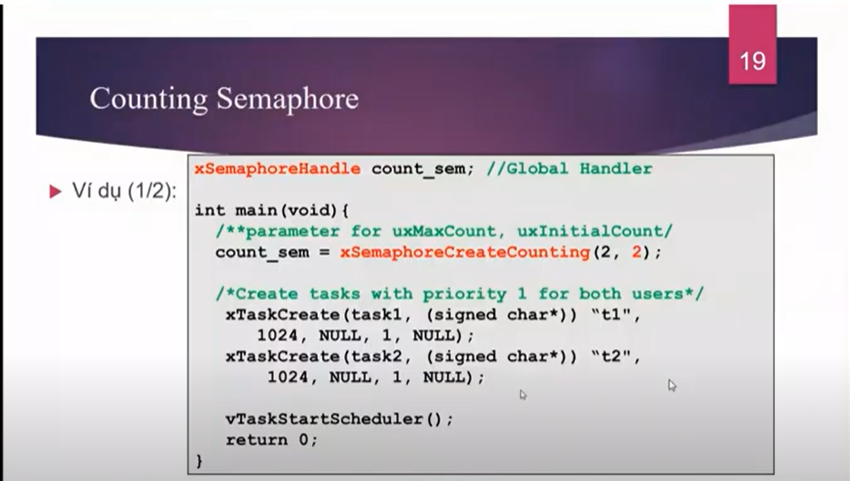 19
Counting Semaphore
Ví dụ (1/2):
xSemaphoreHandle count_sem; //Global Handler
int main(void){
/**parameter for uxMaxCount, uxInitialCount/
count_sem = xSemaphoreCreateCounting(2, 2);
/*Create tasks with priority 1 for both users*/
xTaskCreate(task1, (signed char*)) “t1",
1024, NULL, 1, NULL);
xTaskCreate(task2, (signed char*)) “t2",
1024, NULL, 1, NULL);
vTaskStartScheduler();
return 0;
}